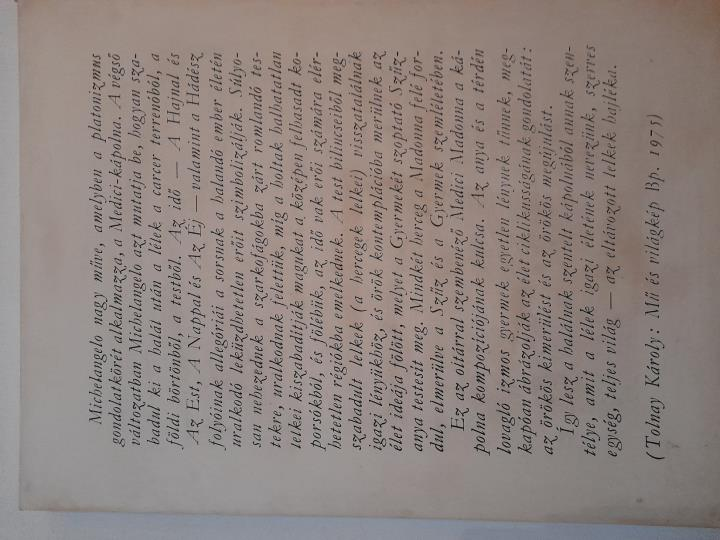 Michelangelo nagy műve, amelyben a platonizmus
gondolatkörét alkalmazza, a Medici-kápolna. A végső
változatban Michelangelo azt mutatja be, hogyan sza-
badul ki a halál után a lélek a carcer terrenóból, a
földi börtönből, a testből. Az idő — A Hajnal és
Az Est, A Nappal és Az Éj — valamint a Hádész
folyóinak allegóriái a sorsnak a halandó ember életén
uralkodó leküzdhetetlen erőit szimbolizálják. Súlyo-
san nehezednek a szarkofágokba zárt romlandó tes-
tekre, uralkodnak felettük, míg a holtak halhatatlan
lelkei kiszabadítják magukat a középen felhasadt ko-
porsókból, és fölébük, az idő vak erői számára elér-
hetetlen régiókba emelkednek. A test bilincseiből meg-
szabadult lelkek (a hercegek lelkei) visszatalálnak
igazi lényükhöz, és örök kontemplációba merülnek az
élet ideája fölött, melyet a Gyermekét szoptató Szűz-
anya testesít meg. Mindkét herceg a Madonna felé for-
dul, elmerülve a Szűz és a Gyermek szemléletében.
Ez az oltárral szembenéző Medici Madonna a ká-
polna kompozíciójának kulcsa. Az anya és a térdén
lovagló izmos gyermek egyetlen lénynek tűnnek, meg-
kapóan ábrázolják az élet ciklikusságának gondolatát:
az örökös kimerülést és az örökös megújulást.
Így lesz a halálnak szentelt kápolnából annak szen-
télye, amit a lélek igazi életének nevezünk, szerves
egység, teljes világ — az eltávozott lelkek hajléka.
(Tolnay Károly: Mű és világkép Bp. 1975)